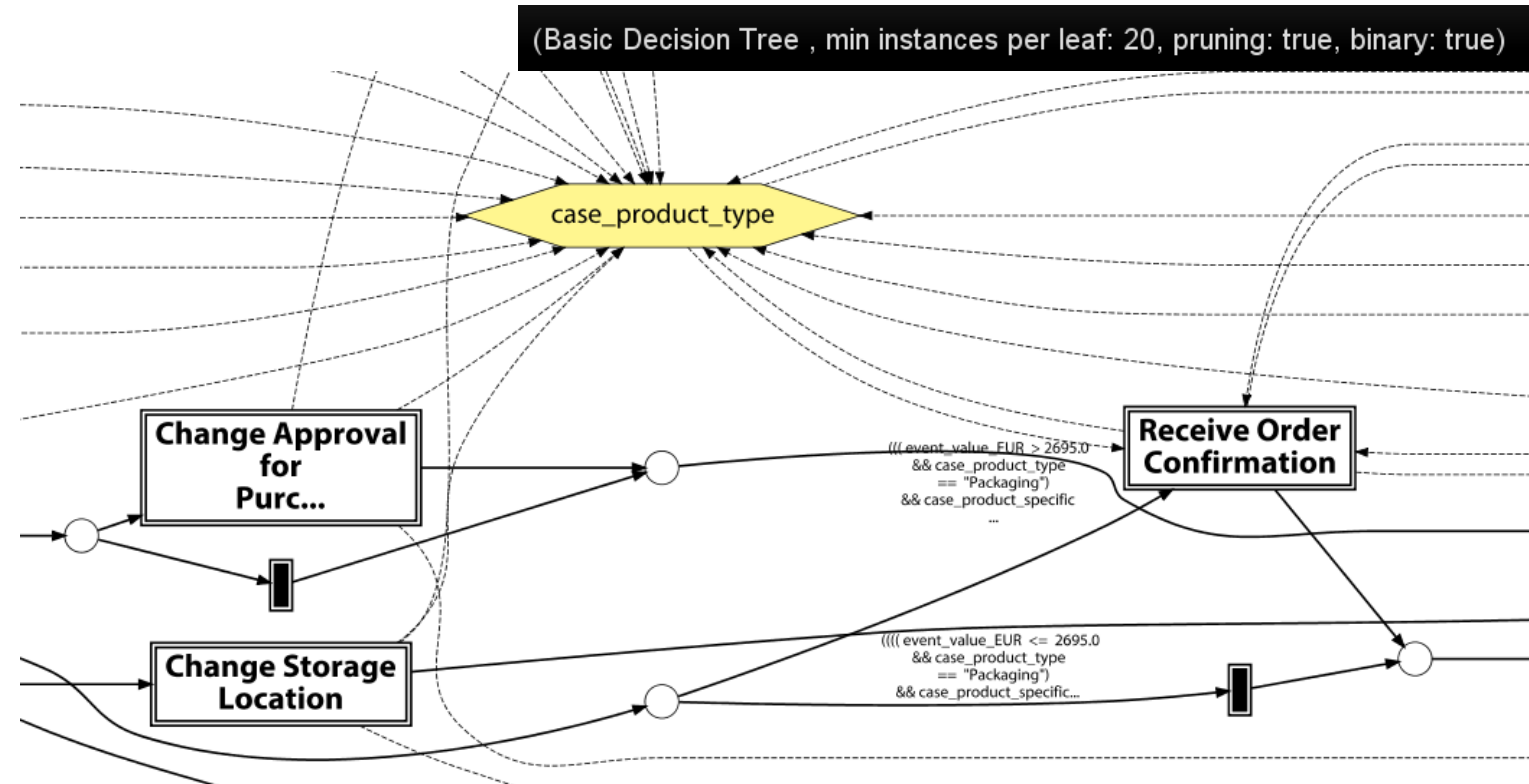 (Basic Decision Tree , min instances per leaf: 20, pruning: true, binary: true)
case_product_type
Change Approval
for
Purc...
((( event_value_EUR > 2695.0
&& case_product_type
== "Packaging")
&& case_product_specific
...
Receive Order
Confirmation
Change Storage
Location
(((( event_value_EUR <= 2695.0
&& case_product_type
== "Packaging")
&& case_product_specific...